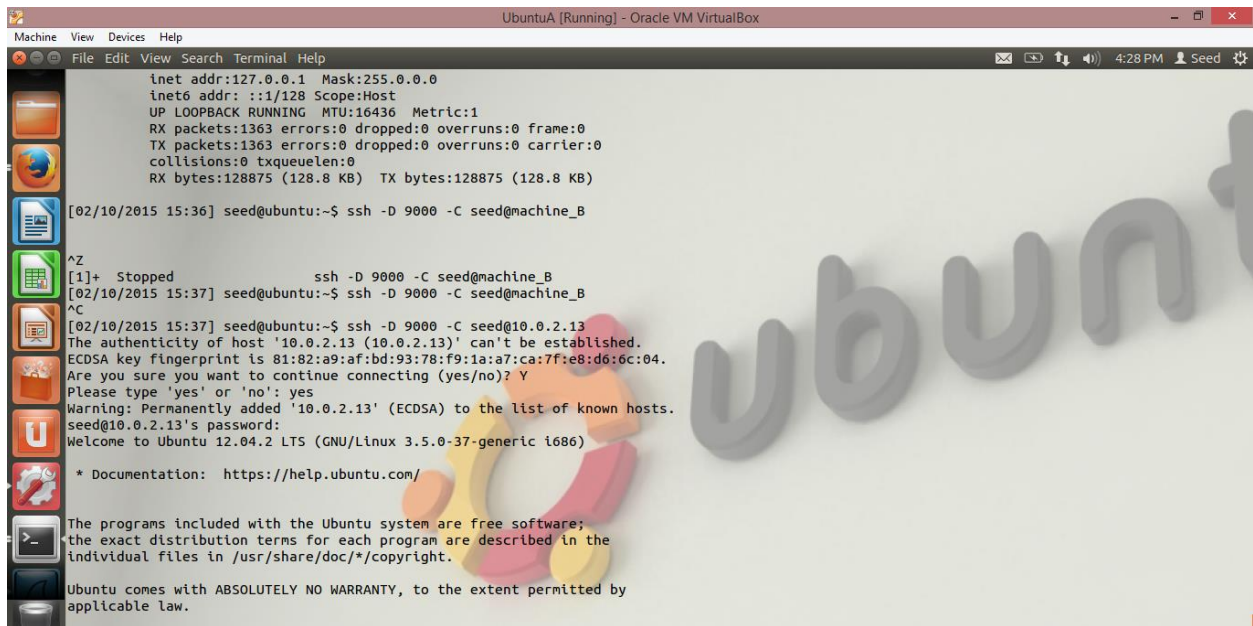 UbuntuA [Running] - Oracle VM VirtualBox
Machine View Devices Help
File Edit View Search Terminal Help 4:28 PM Seed
inet addr:127.0.0.1 Mask:255.0.0.0
inet6 addr: ::1/128 Scope:Host
UP LOOPBACK RUNNING MTU:16436 Metric:1
RX packets:1363 errors:0 dropped:0 overruns:0 frame:0
TX packets:1363 errors:0 dropped:0 overruns:0 carrier:0
collisions:0 txqueuelen:0
RX bytes:128875 (128.8 KB) TX bytes:128875 (128.8 KB)
[02/10/2015 15:36] seed@ubuntu:~$ ssh -D 9000 -C seed@machine_B
^Z
[1]+ Stopped ssh -D 9000 -C seed@machine_B
[02/10/2015 15:37] seed@ubuntu:~$ ssh -D 9000 -C seed@machine_B
^C
[02/10/2015 15:37] seed@ubuntu:~$ ssh -D 9000 -C seed@10.0.2.13
The authenticity of host '10.0.2.13 (10.0.2.13)' can't be established.
ECDSA key fingerprint is 81:82:a9:af:bd:93:78:f9:1a:a7:ca:7f:e8:d6:6c:04.
Are you sure you want to continue connecting (yes/no)? Y
Please type 'yes' or 'no': yes
Warning: Permanently added '10.0.2.13' (ECDSA) to the list of known hosts.
seed@10.0.2.13's password:
Welcome to Ubuntu 12.04.2 LTS (GNU/Linux 3.5.0-37-generic i686)
* Documentation: https://help.ubuntu.com/
The programs included with the Ubuntu system are free software;
the exact distribution terms for each program are described in the
individual files in /usr/share/doc/*/copyright.
Ubuntu comes with ABSOLUTELY NO WARRANTY, to the extent permitted by
applicable law.
ubunt